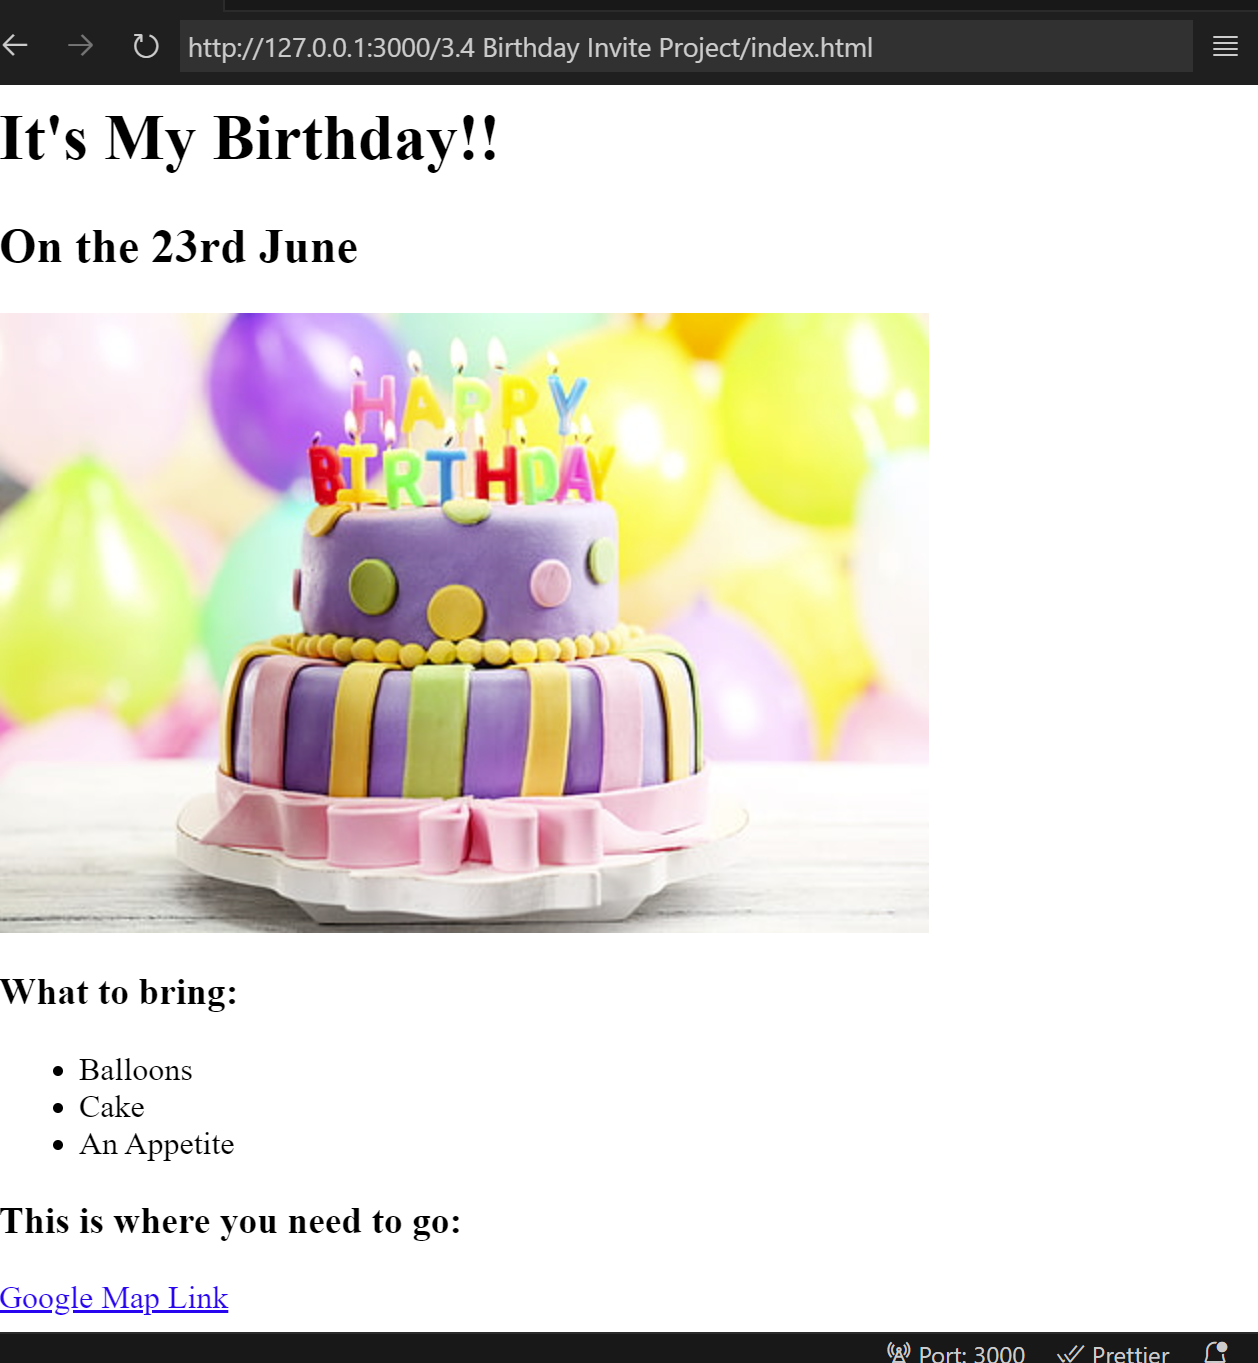 http://127.0.0.1:3000/3.4 Birthday Invite Project/index.html
It's My Birthday!!
On the 23rd June
HAPPY
BIRTHDAY
What to bring:
Balloons
Cake
An Appetite
This is where you need to go:
Google Map Link
Port: 3000 Prettier